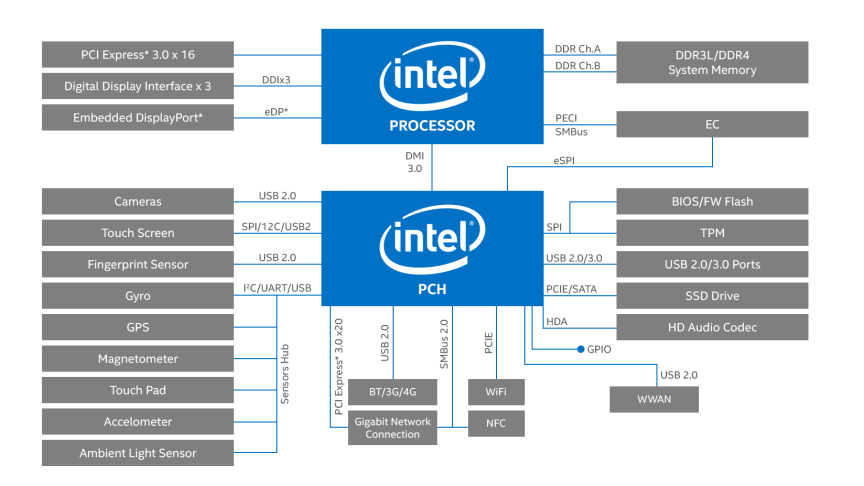 PCI Express* 3.0 x 16
Digital Display Interface x 3
DDIx3
Embedded DisplayPort*
eDP*
intel®
PROCESSOR
DDR Ch.A
DDR Ch.B
DDR3L/DDR4
System Memory
PECI
SMBus
EC
DMI
3.0
eSPI
Cameras
USB 2.0
Touch Screen
SPI/12C/USB2
Fingerprint Sensor
USB 2.0
Gyro
I²C/UART/USB
GPS
Magnetometer
Touch Pad
Accelometer
Ambient Light Sensor
Sensors Hub
intel®
PCH
SPI
BIOS/FW Flash
TPM
USB 2.0/3.0
USB 2.0/3.0 Ports
PCIE/SATA
SSD Drive
HDA
HD Audio Codec
GPIO
USB 2.0
WWAN
PCI Express* 3.0 x20
USB 2.0
SMBus 2.0
PCIE
BT/3G/4G
WiFi
Gigabit Network
Connection
NFC